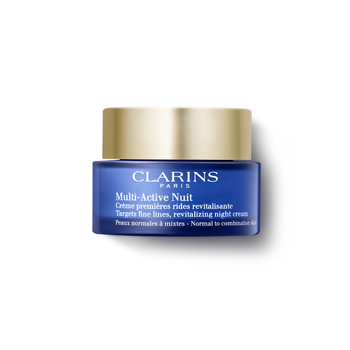 CLARINS
PARIS
Multi-Active Nuit
Crème premières rides revitalisante
Targets fine lines, revitalizing night cream
Peaux normales à mixtes - Normal to combination skin